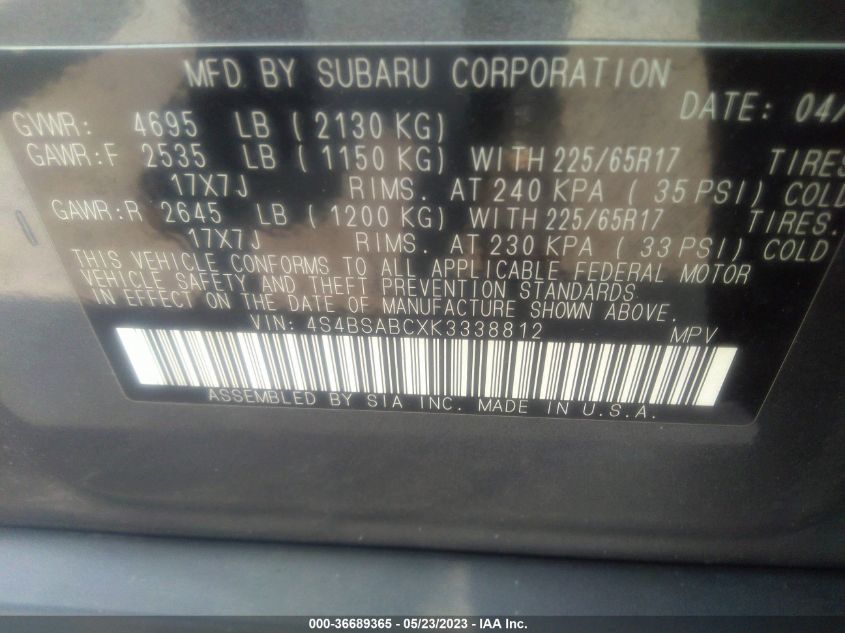 MFD BY SUBARU CORPORATION
DATE: 04/
GVWR: 4695 LB ( 2130 KG)
GAWR:F 2535 LB ( 1150 KG) WITH 225/65R17 TIRES
17X7J RIMS. AT 240 KPA ( 35 PSI) COLD
GAWR:R 2645 LB ( 1200 KG) WITH 225/65R17 TIRES.
17X7J RIMS. AT 230 KPA ( 33 PSI) COLD
THIS VEHICLE CONFORMS TO ALL APPLICABLE FEDERAL MOTOR
VEHICLE SAFETY AND THEFT PREVENTION STANDARDS
IN EFFECT ON THE DATE OF MANUFACTURE SHOWN ABOVE.
VIN: 4S4BSABCXK3338812 MPV
ASSEMBLED BY SIA INC. MADE IN U.S.A.
000-36689365 | 05/23/2023 - IAA Inc.